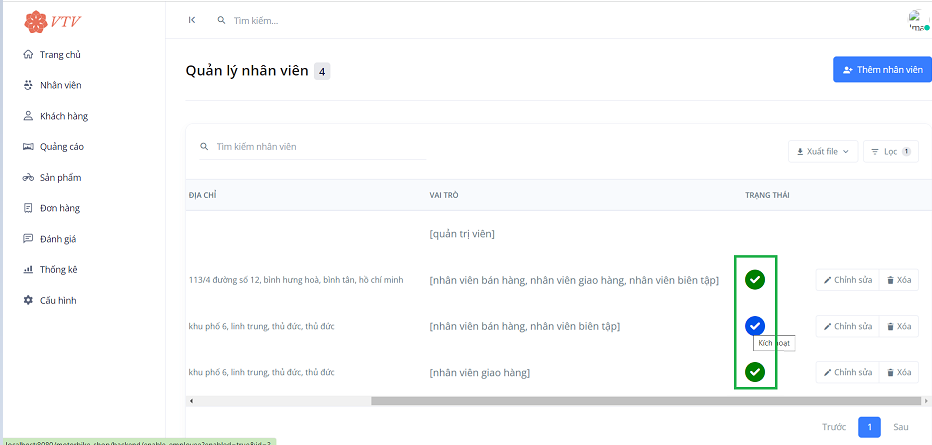 VTV
Tìm kiếm...
Trang chủ
Nhân viên
Khách hàng
Quảng cáo
Sản phẩm
Đơn hàng
Đánh giá
Thống kê
Cấu hình
Quản lý nhân viên 4
Thêm nhân viên
Tìm kiếm nhân viên
Xuất file
Lọc 1
ĐỊA CHỈ VAI TRÒ TRẠNG THÁI
[quản trị viên]
113/4 đường số 12, bình hưng hoà, bình tân, hồ chí minh [nhân viên bán hàng, nhân viên giao hàng, nhân viên biên tập] Chỉnh sửa Xóa
khu phố 6, linh trung, thủ đức, thủ đức [nhân viên bán hàng, nhân viên biên tập] Chỉnh sửa Xóa
Kích hoạt
khu phố 6, linh trung, thủ đức, thủ đức [nhân viên giao hàng] Chỉnh sửa Xóa
Trước 1 Sau